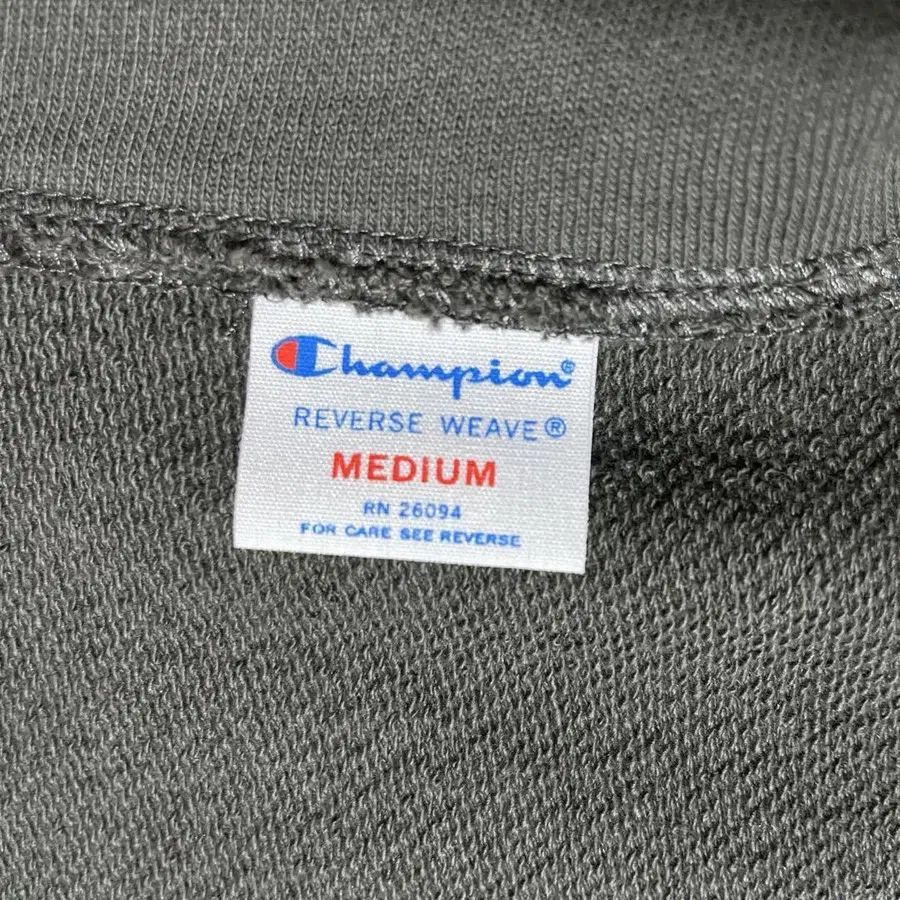 Champion®
REVERSE WEAVE®
MEDIUM
RN 26094
FOR CARE SEE REVERSE